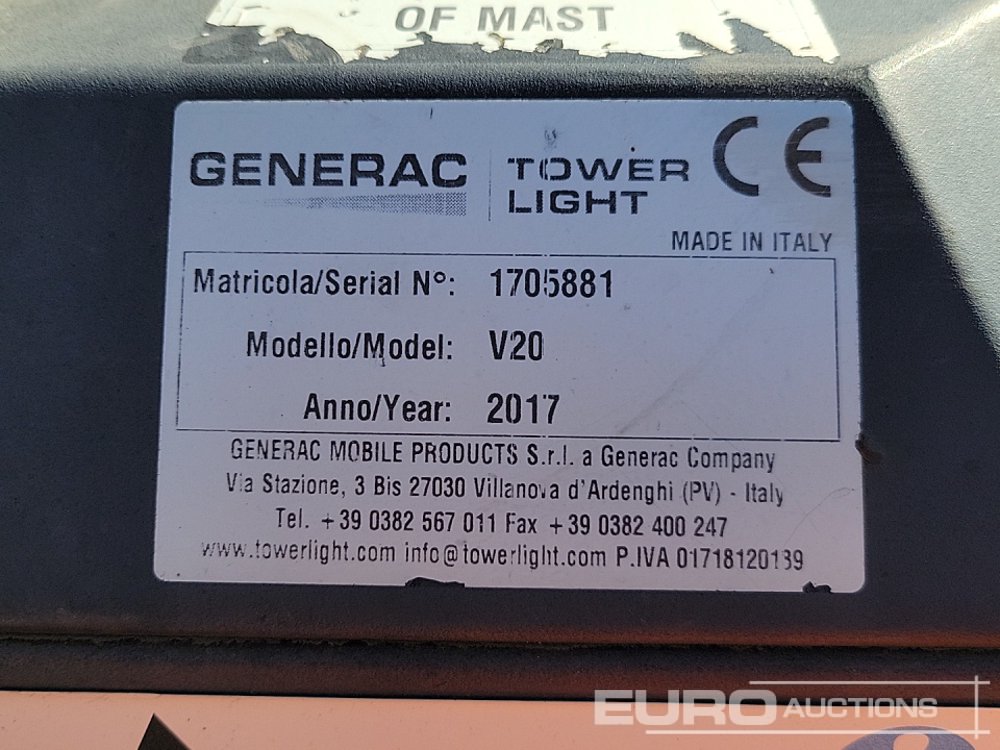 OF MAST
GENERAC
TOWER
LIGHT
CE
MADE IN ITALY
Matricola/Serial N°: 1705881
Modello/Model: V20
Anno/Year: 2017
GENERAC MOBILE PRODUCTS S.r.l. a Generac Company
Via Stazione, 3 Bis 27030 Villanova d'Ardenghi (PV) - Italy
Tel. +39 0382 567 011 Fax +39 0382 400 247
www.towerlight.com info@towerlight.com P.IVA 01718120139
EURO AUCTIONS